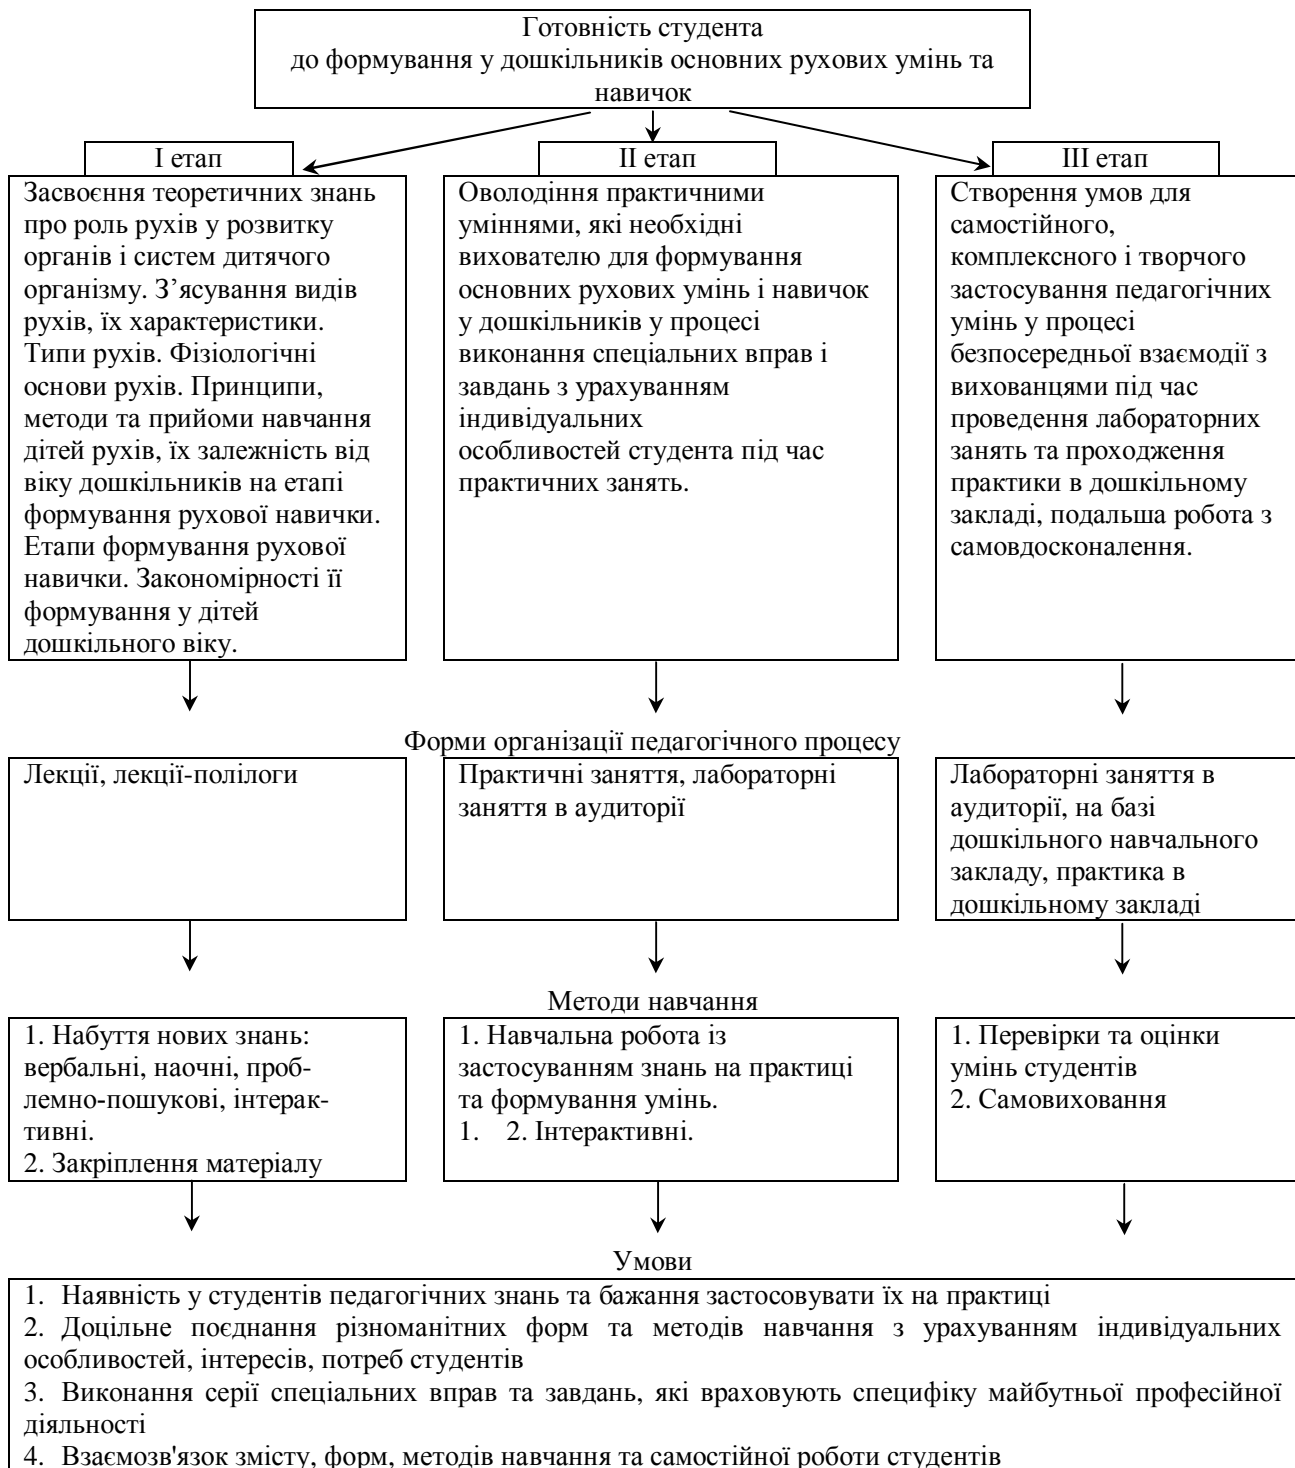 Готовність студента
до формування у дошкільників основних рухових умінь та
навичок
І етап
Засвоєння теоретичних знань
про роль рухів у розвитку
органів і систем дитячого
організму. З’ясування видів
рухів, їх характеристики.
Типи рухів. Фізіологічні
основи рухів. Принципи,
методи та прийоми навчання
дітей рухів, їх залежність від
віку дошкільників на етапі
формування рухової навички.
Етапи формування рухової
навички. Закономірності її
формування у дітей
дошкільного віку.
ІІ етап
Оволодіння практичними
уміннями, які необхідні
вихователю для формування
основних рухових умінь і навичок
у дошкільників у процесі
виконання спеціальних вправ і
завдань з урахуванням
індивідуальних
особливостей студента під час
практичних занять.
ІІІ етап
Створення умов для
самостійного,
комплексного і творчого
застосування педагогічних
умінь у процесі
безпосередньої взаємодії з
вихованцями під час
проведення лабораторних
занять та проходження
практики в дошкільному
закладі, подальша робота з
самовдосконалення.
Форми організації педагогічного процесу
Лекції, лекції-полілоги
Практичні заняття, лабораторні
заняття в аудиторії
Лабораторні заняття в
аудиторії, на базі
дошкільного навчального
закладу, практика в
дошкільному закладі
Методи навчання
1. Набуття нових знань:
вербальні, наочні, проб-
лемно-пошукові, інтерак-
тивні.
2. Закріплення матеріалу
1. Навчальна робота із
застосуванням знань на практиці
та формування умінь.
1. 2. Інтерактивні.
1. Перевірки та оцінки
умінь студентів
2. Самовиховання
Умови
1. Наявність у студентів педагогічних знань та бажання застосовувати їх на практиці
2. Доцільне поєднання різноманітних форм та методів навчання з урахуванням індивідуальних
особливостей, інтересів, потреб студентів
3. Виконання серії спеціальних вправ та завдань, які враховують специфіку майбутньої професійної
діяльності
4. Взаємозв'язок змісту, форм, методів навчання та самостійної роботи студентів